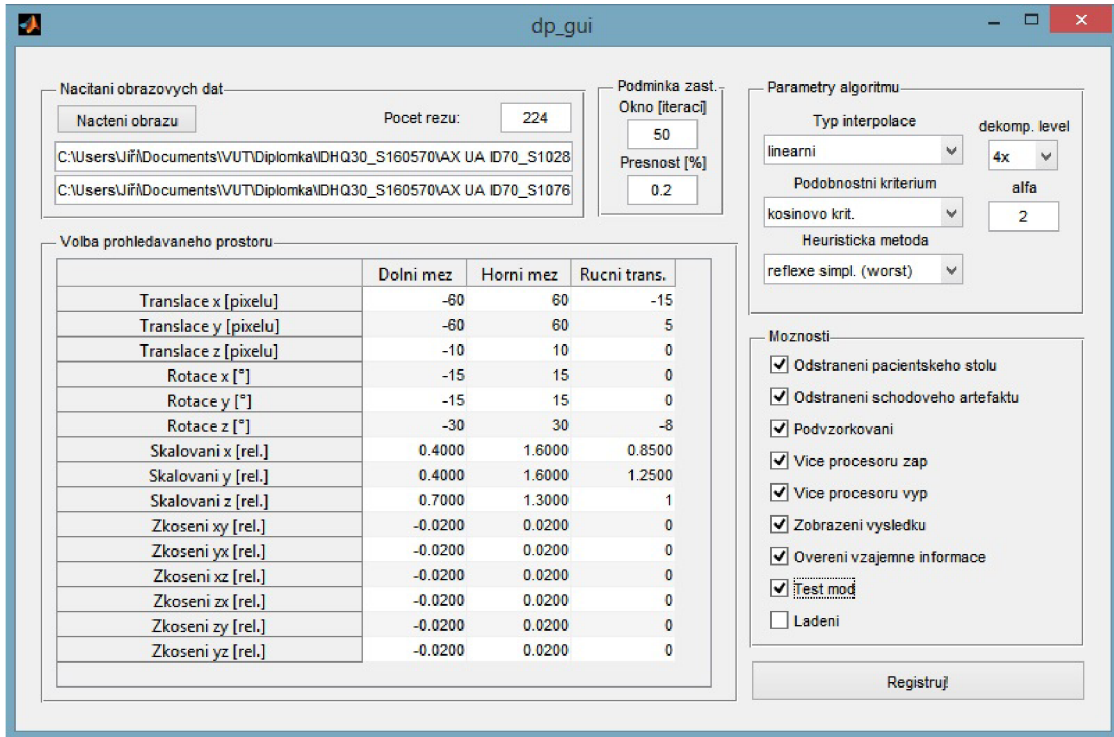 dp_gui
Nacitani obrazovych dat
Nacteni obrazu
Pocet rezu:
224
C:\Users\Jiří\Documents\VUT\Diplomka\IDHQ30_S160570\AX UA ID70_S1028
C:\Users\Jiří\Documents\VUT\Diplomka\IDHQ30_S160570\AX UA ID70_S1076
Podminka zast.
Okno [iteraci]
50
Presnost [%]
0.2
Parametry algoritmu
Typ interpolace
linearni
dekomp. level
4x
Podobnostni kriterium
kosinovo krit.
alfa
2
Heuristicka metoda
reflexe simpl. (worst)
Volba prohledavaneho prostoru
Dolni mez Horni mez Rucni trans.
Translace x [pixelu] -60 60 -15
Translace y [pixelu] -60 60 5
Translace z [pixelu] -10 10 0
Rotace x [°] -15 15 0
Rotace y [°] -15 15 0
Rotace z [°] -30 30 -8
Skalovani x [rel.] 0.4000 1.6000 0.8500
Skalovani y [rel.] 0.4000 1.6000 1.2500
Skalovani z [rel.] 0.7000 1.3000 1
Zkoseni xy [rel.] -0.0200 0.0200 0
Zkoseni yx [rel.] -0.0200 0.0200 0
Zkoseni xz [rel.] -0.0200 0.0200 0
Zkoseni zx [rel.] -0.0200 0.0200 0
Zkoseni zy [rel.] -0.0200 0.0200 0
Zkoseni yz [rel.] -0.0200 0.0200 0
Moznosti
Odstraneni pacientskeho stolu
Odstraneni schodoveho artefaktu
Podvzorkovani
Vice procesoru zap
Vice procesoru vyp
Zobrazeni vysledku
Overeni vzajemne informace
Test mod
Ladeni
Registruj!